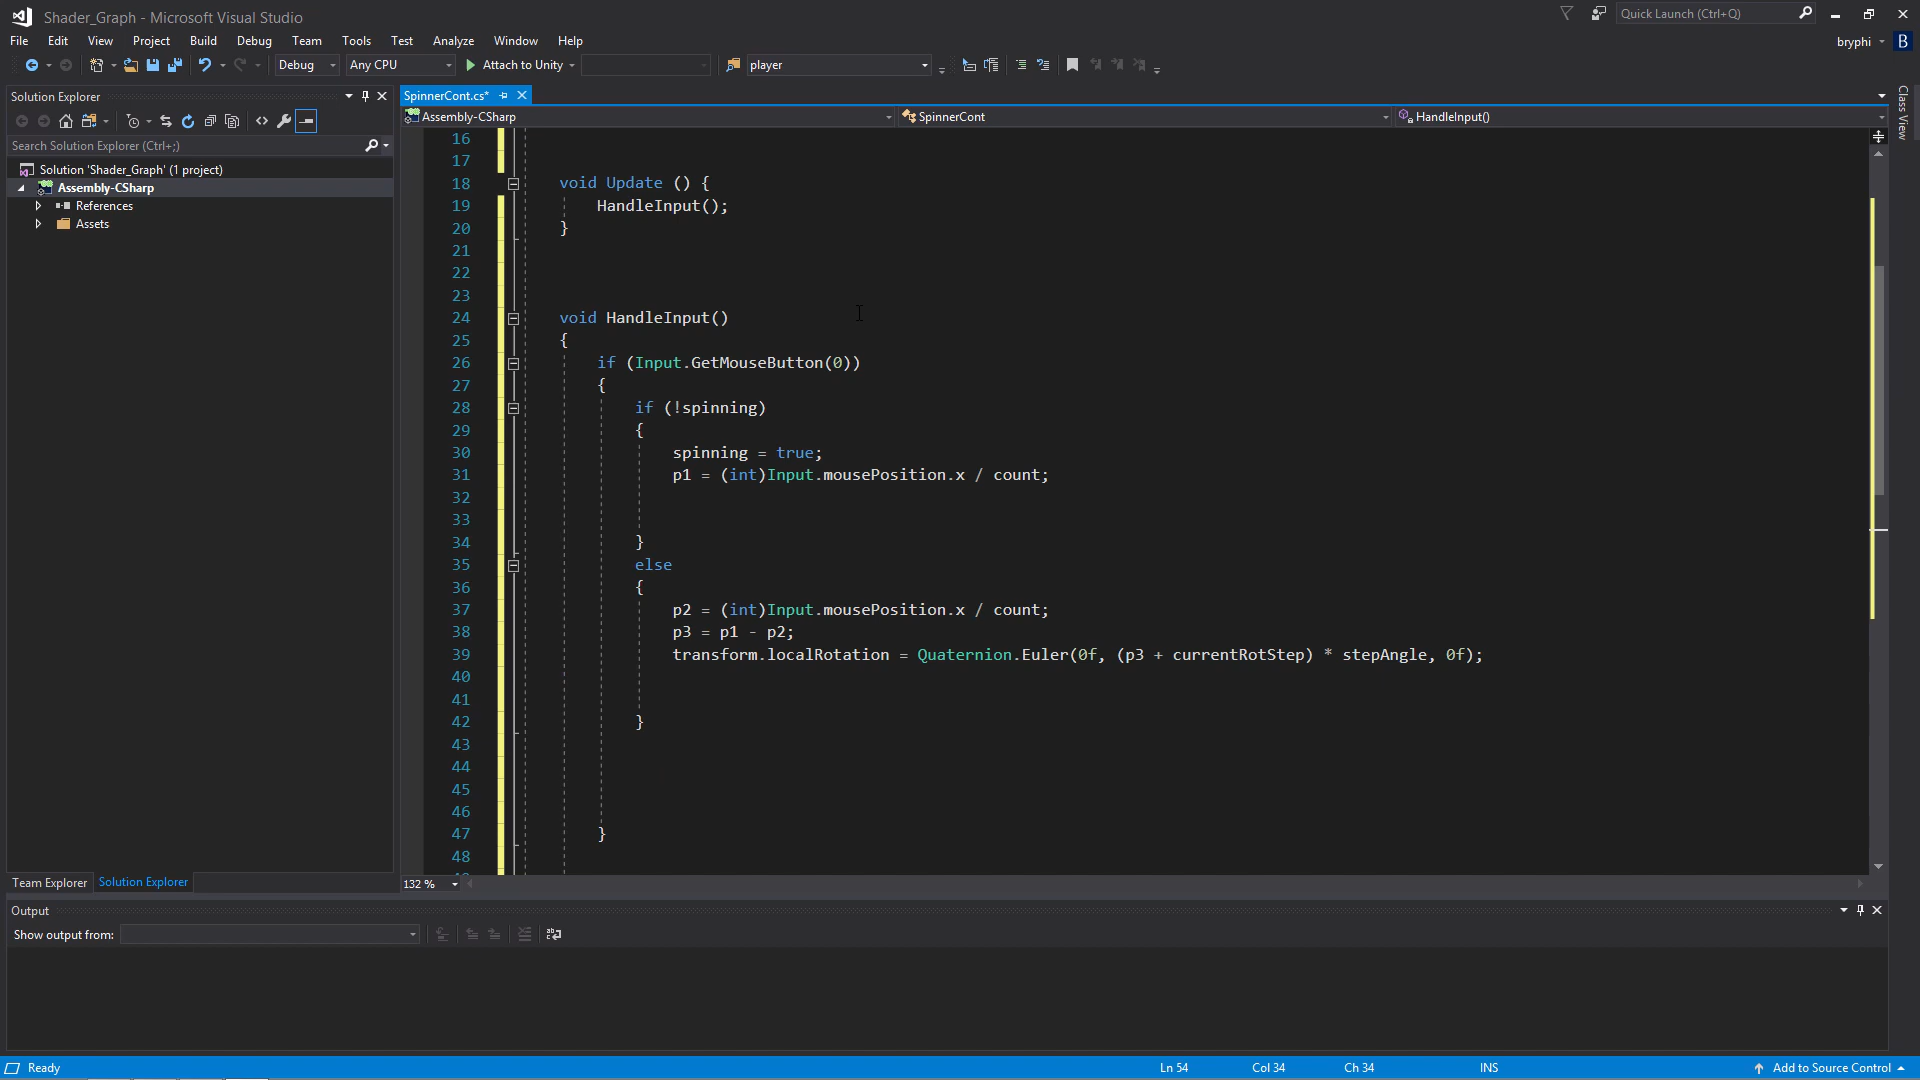 Shader_Graph - Microsoft Visual Studio
Quick Launch (Ctrl+Q)
File Edit View Project Build Debug Team Tools Test Analyze Window Help
bryphi B
Debug Any CPU Attach to Unity player
Solution Explorer
SpinnerCont.cs*
Assembly-CSharp SpinnerCont HandleInput()
Class View
Search Solution Explorer (Ctrl+;)
Solution 'Shader_Graph' (1 project)
Assembly-CSharp
References
Assets
16
17
18 void Update () {
19 HandleInput();
20 }
21
22
23
24 void HandleInput()
25 {
26 if (Input.GetMouseButton(0))
27 {
28 if (!spinning)
29 {
30 spinning = true;
31 p1 = (int)Input.mousePosition.x / count;
32
33
34 }
35 else
36 {
37 p2 = (int)Input.mousePosition.x / count;
38 p3 = p1 - p2;
39 transform.localRotation = Quaternion.Euler(0f, (p3 + currentRotStep) * stepAngle, 0f);
40
41
42 }
43
44
45
46
47 }
48
Team Explorer Solution Explorer
132 %
Output
Show output from:
Ready Ln 54 Col 34 Ch 34 INS Add to Source Control